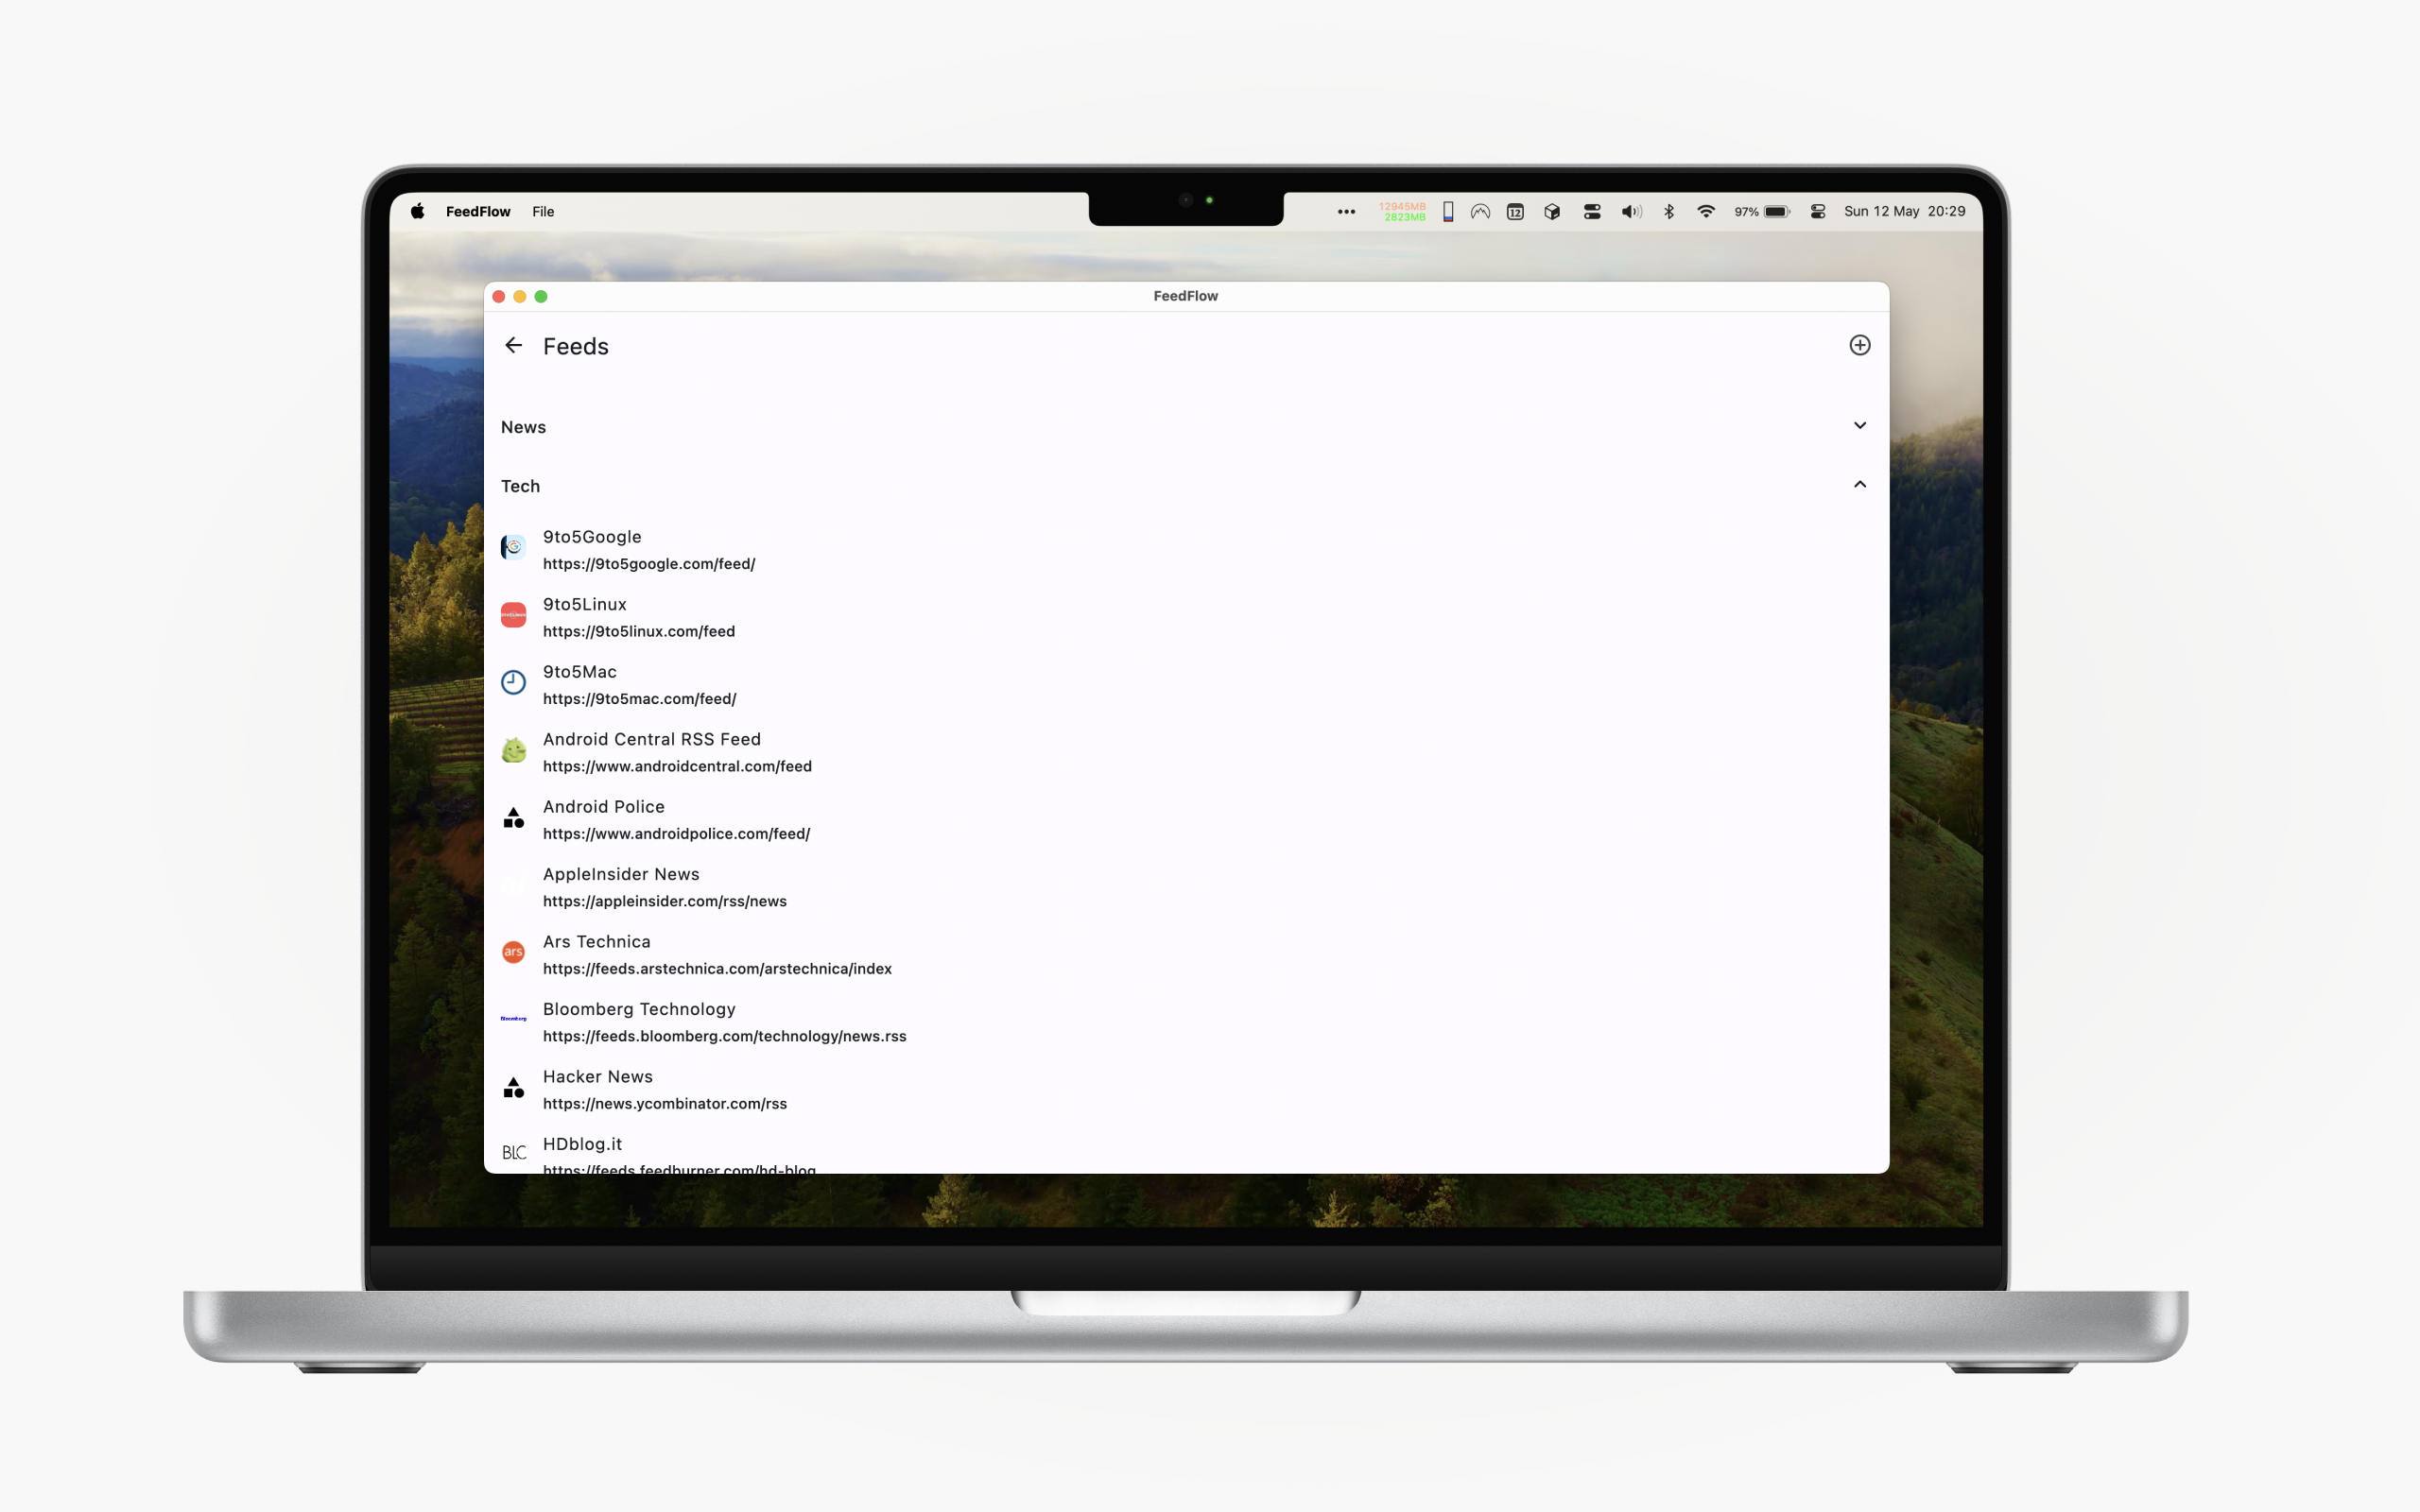 FeedFlow File
12945MB
2823MB
12
97%
Sun 12 May 20:29
FeedFlow
Feeds
News
Tech
9to5Google
https://9to5google.com/feed/
9to5Linux
https://9to5linux.com/feed
9to5Mac
https://9to5mac.com/feed/
Android Central RSS Feed
https://www.androidcentral.com/feed
Android Police
https://www.androidpolice.com/feed/
AppleInsider News
https://appleinsider.com/rss/news
ars
Ars Technica
https://feeds.arstechnica.com/arstechnica/index
Bloomberg
Bloomberg Technology
https://feeds.bloomberg.com/technology/news.rss
Hacker News
https://news.ycombinator.com/rss
BLC
HDblog.it
https://feeds.feedburner.com/hd-blog